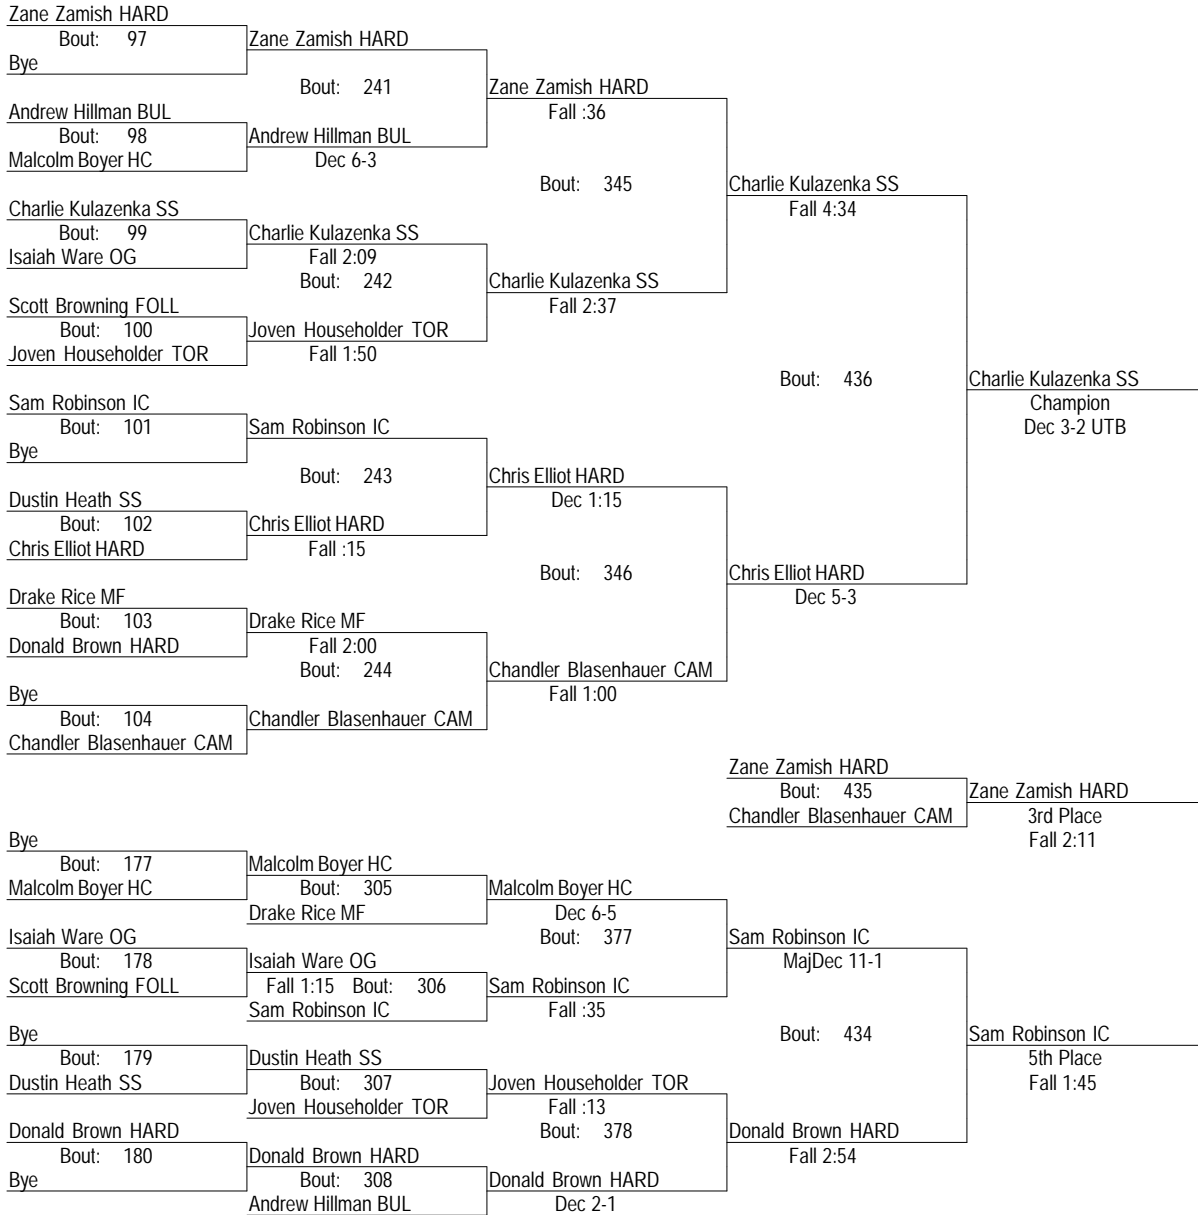 Zane Zamish HARD
Bout: 97 Zane Zamish HARD
Bye
Bout: 241 Zane Zamish HARD
Andrew Hillman BUL Fall :36
Bout: 98 Andrew Hillman BUL
Malcolm Boyer HC Dec 6-3
Bout: 345 Charlie Kulazenka SS
Charlie Kulazenka SS Fall 4:34
Bout: 99 Charlie Kulazenka SS
Isaiah Ware OG Fall 2:09
Bout: 242 Charlie Kulazenka SS
Scott Browning FOLL Fall 2:37
Bout: 100 Joven Householder TOR
Joven Householder TOR Fall 1:50
Bout: 436 Charlie Kulazenka SS
Sam Robinson IC Champion
Bout: 101 Sam Robinson IC Dec 3-2 UTB
Bye
Bout: 243 Chris Elliot HARD
Dustin Heath SS Dec 1:15
Bout: 102 Chris Elliot HARD
Chris Elliot HARD Fall :15
Bout: 346 Chris Elliot HARD
Drake Rice MF Dec 5-3
Bout: 103 Drake Rice MF
Donald Brown HARD Fall 2:00
Bout: 244 Chandler Blasenhauer CAM
Bye Fall 1:00
Bout: 104 Chandler Blasenhauer CAM
Chandler Blasenhauer CAM
Zane Zamish HARD
Bout: 435 Zane Zamish HARD
Chandler Blasenhauer CAM 3rd Place
Bye Fall 2:11
Bout: 177 Malcolm Boyer HC
Malcolm Boyer HC Bout: 305 Malcolm Boyer HC
Drake Rice MF Dec 6-5
Isaiah Ware OG Bout: 377 Sam Robinson IC
Bout: 178 Isaiah Ware OG MajDec 11-1
Scott Browning FOLL Fall 1:15 Bout: 306 Sam Robinson IC
Sam Robinson IC Fall :35
Bye Bout: 434 Sam Robinson IC
Bout: 179 Dustin Heath SS 5th Place
Dustin Heath SS Bout: 307 Joven Householder TOR Fall 1:45
Joven Householder TOR Fall :13
Donald Brown HARD Bout: 378 Donald Brown HARD
Bout: 180 Donald Brown HARD Fall 2:54
Bye Bout: 308 Donald Brown HARD
Andrew Hillman BUL Dec 2-1